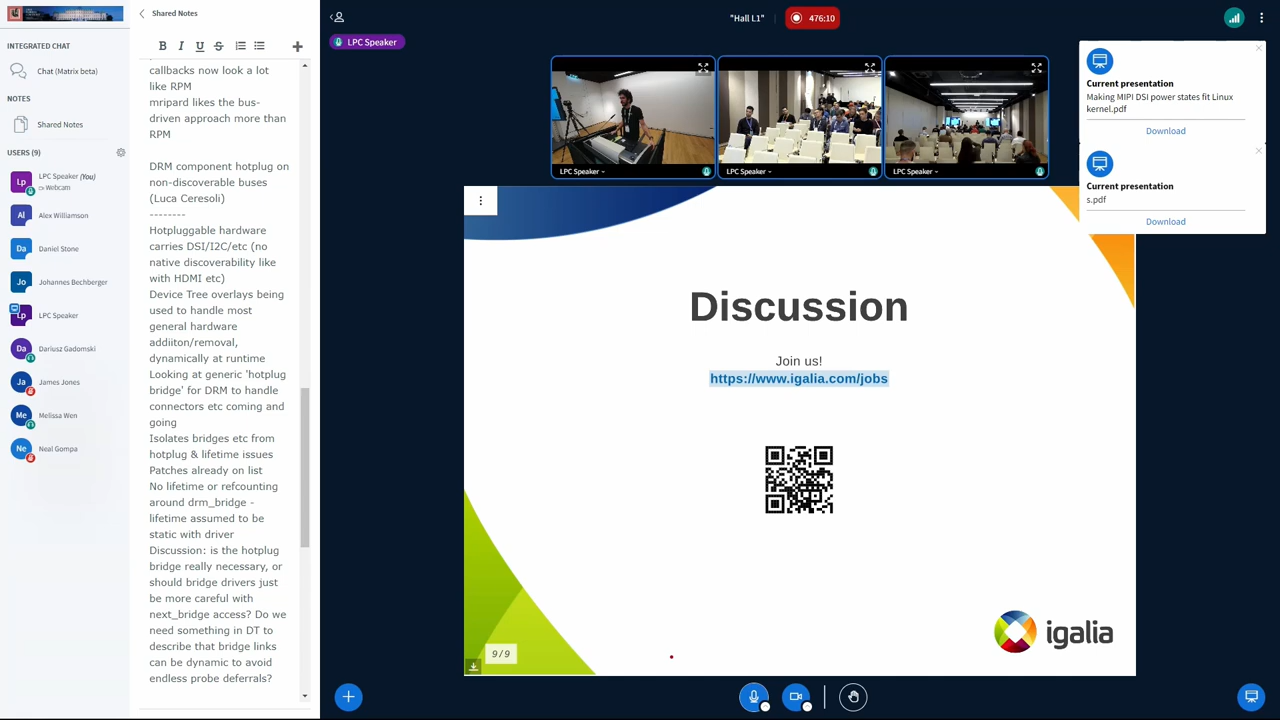 INTEGRATED CHAT
Chat (Matrix beta)
NOTES
Shared Notes
USERS (9)
Lp
LPC Speaker (You)
Webcam
Al
Alex Williamson
Da
Daniel Stone
Jo
Johannes Bechberger
Lp
LPC Speaker
Da
Dariusz Gadomski
Ja
James Jones
Me
Melissa Wen
Ne
Neal Gompa
Shared Notes
B I U S
callbacks now look a lot
like RPM
mripard likes the bus-
driven approach more than
RPM
DRM component hotplug on
non-discoverable buses
(Luca Ceresoli)
--------
Hotpluggable hardware
carries DSI/I2C/etc (no
native discoverability like
with HDMI etc)
Device Tree overlays being
used to handle most
general hardware
addiiton/removal,
dynamically at runtime
Looking at generic 'hotplug
bridge' for DRM to handle
connectors etc coming and
going
Isolates bridges etc from
hotplug & lifetime issues
Patches already on list
No lifetime or refcounting
around drm_bridge -
lifetime assumed to be
static with driver
Discussion: is the hotplug
bridge really necessary, or
should bridge drivers just
be more careful with
next_bridge access? Do we
need something in DT to
describe that bridge links
can be dynamic to avoid
endless probe deferrals?
"Hall L1"
476:10
LPC Speaker
LPC Speaker
LPC Speaker
LPC Speaker
Current presentation
Making MIPI DSI power states fit Linux
kernel.pdf
Download
Current presentation
s.pdf
Download
Discussion
Join us!
https://www.igalia.com/jobs
igalia
9/9